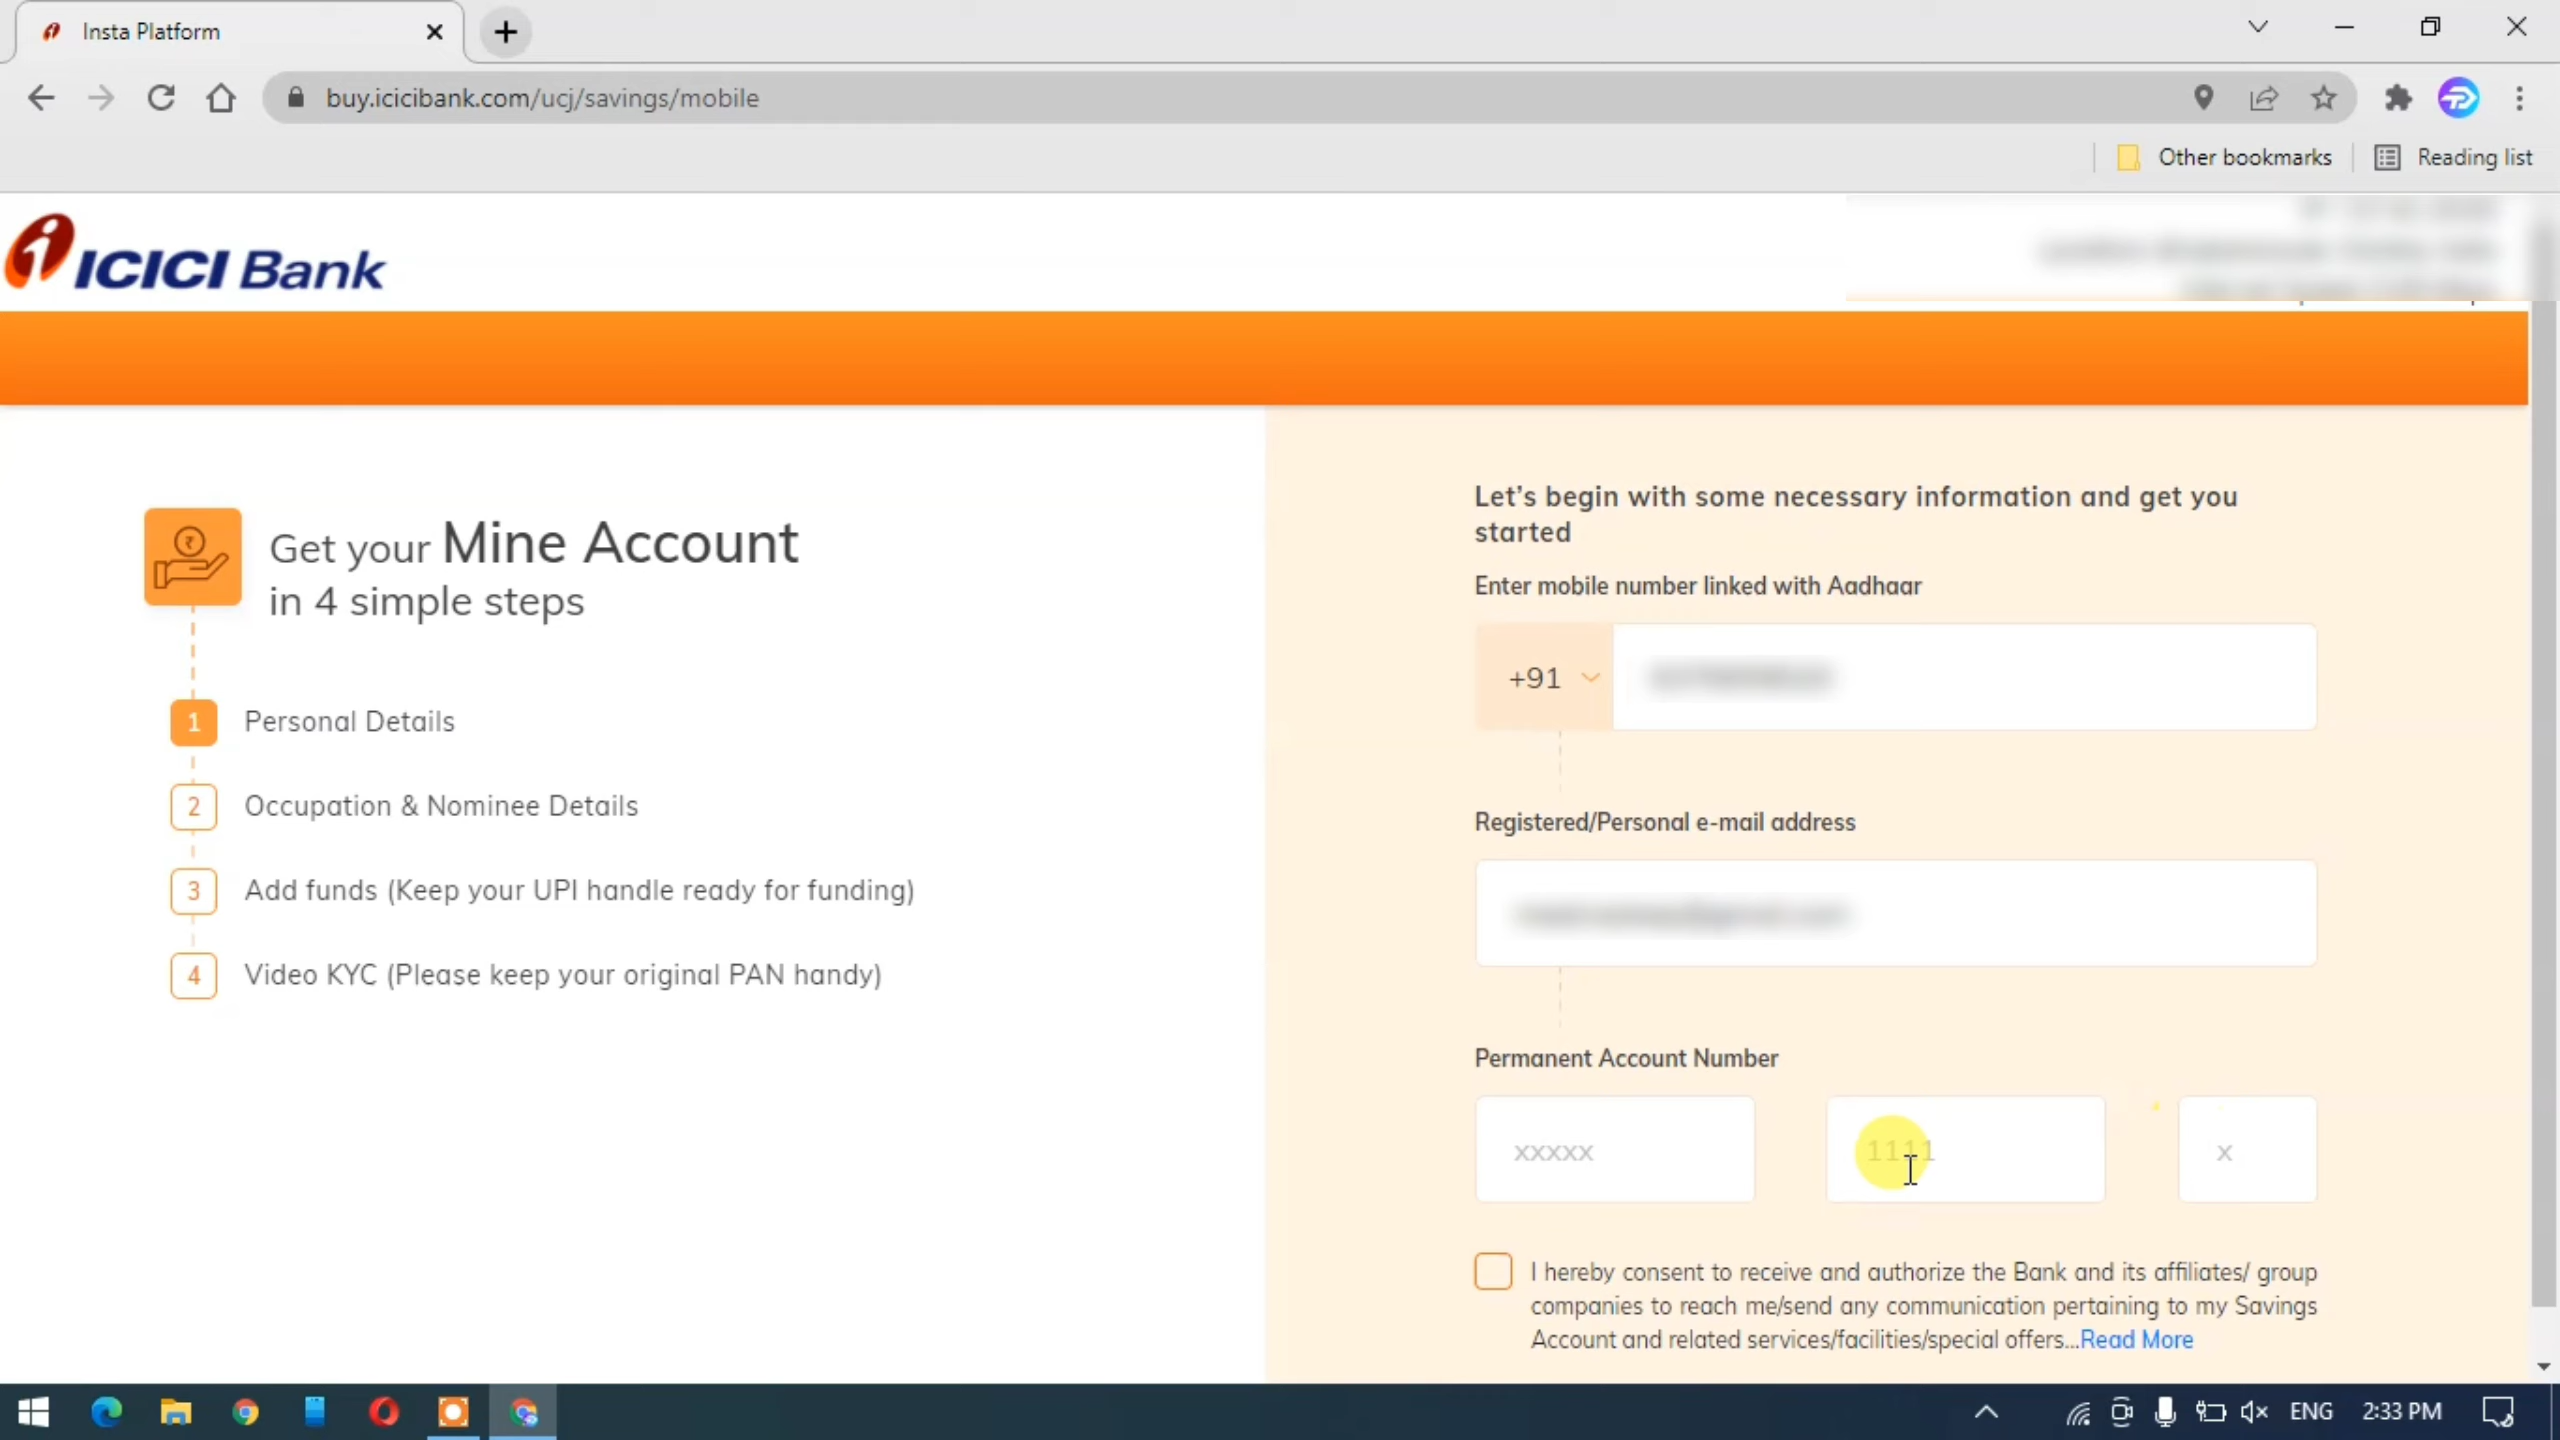 Insta Platform
buy.icicibank.com/ucj/savings/mobile
Other bookmarks
Reading list
ICICI Bank
Get your Mine Account
in 4 simple steps
1 Personal Details
2 Occupation & Nominee Details
3 Add funds (Keep your UPI handle ready for funding)
4 Video KYC (Please keep your original PAN handy)
Let's begin with some necessary information and get you
started
Enter mobile number linked with Aadhaar
+91
Registered/Personal e-mail address
Permanent Account Number
xxxxx 1111 x
I hereby consent to receive and authorize the Bank and its affiliates/ group
companies to reach me/send any communication pertaining to my Savings
Account and related services/facilities/special offers...Read More
ENG 2:33 PM